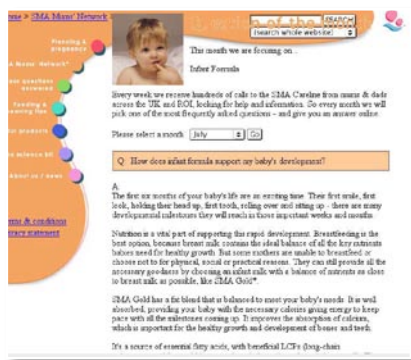 Home > SMA Mums' Network
Question of the month
SEARCH
(search whole website)
Planning &
pregnancy
This month we are focusing on...
SMA Mums' Network*
Infant Formula
your questions
answered
Every week we receive hundreds of calls to the SMA Careline from mums & dads
across the UK and ROI, looking for help and information. So every month we will
pick one of the most frequently asked questions - and give you an answer online.
Feeding &
weaning tips
our products
Please select a month July Go
the science bit
Q How does infant formula support my baby's development?
About us / news
A.
The first six months of your baby's life are an exciting time. Their first smile, first
look, holding their head up, first tooth, rolling over and sitting up - there are many
developmental milestones they will reach in those important weeks and months.
terms & conditions
privacy statement
Nutrition is a vital part of supporting this rapid development. Breastfeeding is the
best option, because breast milk contains the ideal balance of all the key nutrients
babies need for healthy growth. But some mothers are unable to breastfeed or
choose not to for physical, social or practical reasons. They can still provide all the
necessary goodness by choosing an infant milk with a balance of nutrients as close
to breast milk as possible, like SMA Gold*.
SMA Gold has a fat blend that is balanced to meet your baby's needs. It is well
absorbed, providing your baby with the necessary calories giving energy to keep
pace with all the milestones coming up. It improves the absorption of calcium,
which is important for the healthy growth and development of bones and teeth.
It's a source of essential fatty acids, with beneficial LCPs (long-chain